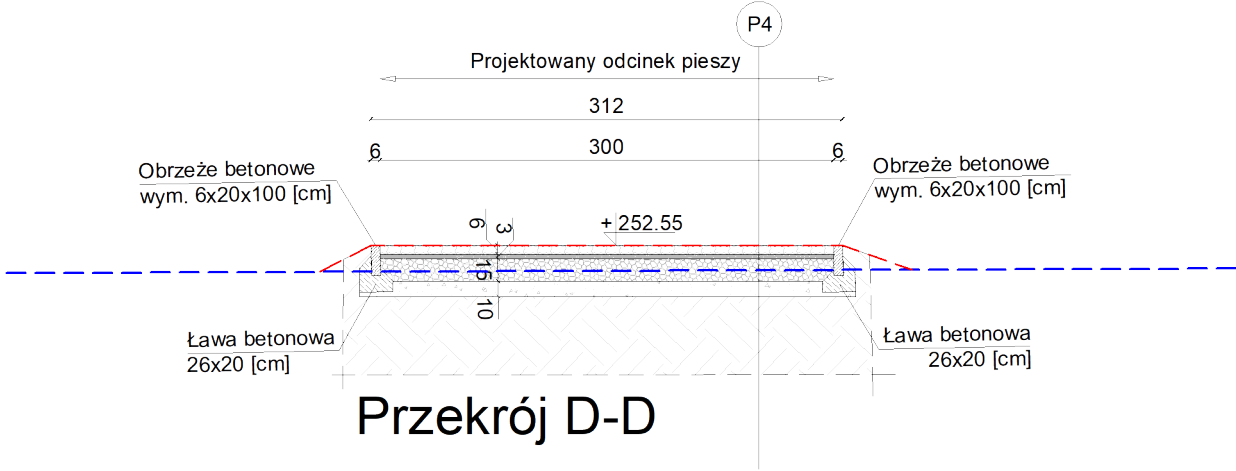 P4
Projektowany odcinek pieszy
312
6 300 6
Obrzeże betonowe
wym. 6x20x100 [cm]
Obrzeże betonowe
wym. 6x20x100 [cm]
6 3
+ 252.55
15
10
Ława betonowa
26x20 [cm]
Ława betonowa
26x20 [cm]
Przekrój D-D